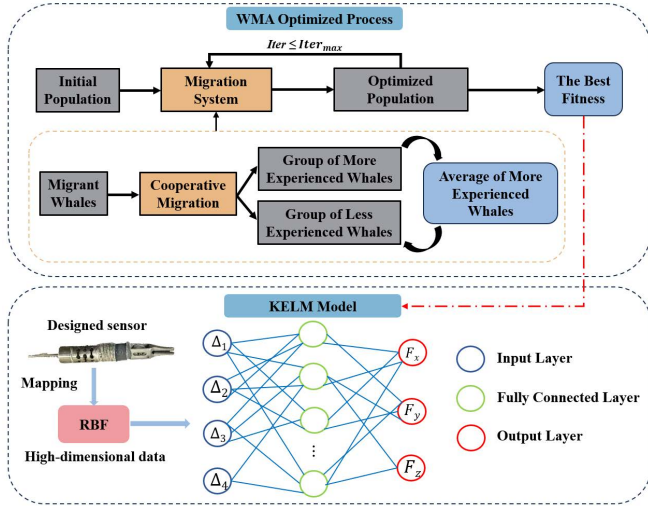 WMA Optimized Process
Iter ≤ Iter_max
Initial
Population
Migration
System
Optimized
Population
The Best
Fitness
Migrant
Whales
Cooperative
Migration
Group of More
Experienced Whales
Group of Less
Experienced Whales
Average of More
Experienced
Whales
KELM Model
Designed sensor
Mapping
RBF
High-dimensional data
Δ1
Δ2
Δ3
Δ4
⋮
Fx
Fy
Fz
Input Layer
Fully Connected Layer
Output Layer